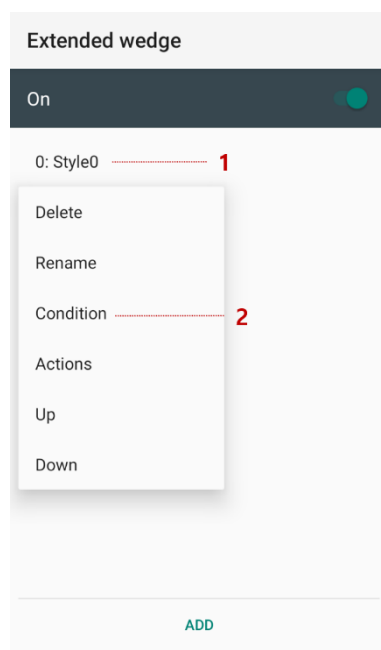 Extended wedge
On
0: Style0 1
Delete
Rename
Condition 2
Actions
Up
Down
ADD